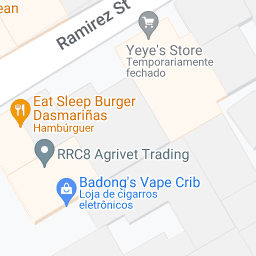 ean
Ramirez St
Yeye's Store
Temporariamente
fechado
Eat Sleep Burger
Dasmariñas
Hambúrguer
RRC8 Agrivet Trading
Badong's Vape Crib
Loja de cigarros
eletrônicos